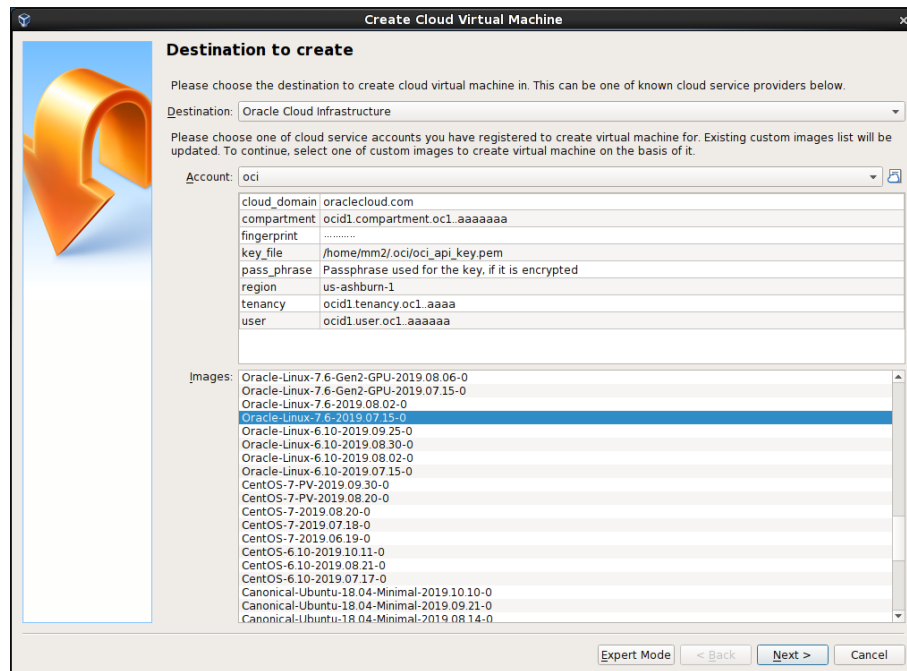 Create Cloud Virtual Machine
Destination to create
Please choose the destination to create cloud virtual machine in. This can be one of known cloud service providers below.
Destination: Oracle Cloud Infrastructure
Please choose one of cloud service accounts you have registered to create virtual machine for. Existing custom images list will be
updated. To continue, select one of custom images to create virtual machine on the basis of it.
Account: oci
cloud_domain oraclecloud.com
compartment ocid1.compartment.oc1..aaaaaaa
fingerprint ...........
key_file /home/mm2/.oci/oci_api_key.pem
pass_phrase Passphrase used for the key, if it is encrypted
region us-ashburn-1
tenancy ocid1.tenancy.oc1..aaaa
user ocid1.user.oc1..aaaaaa
Images: Oracle-Linux-7.6-Gen2-GPU-2019.08.06-0
Oracle-Linux-7.6-Gen2-GPU-2019.07.15-0
Oracle-Linux-7.6-2019.08.02-0
Oracle-Linux-7.6-2019.07.15-0
Oracle-Linux-6.10-2019.09.25-0
Oracle-Linux-6.10-2019.08.30-0
Oracle-Linux-6.10-2019.08.02-0
Oracle-Linux-6.10-2019.07.15-0
CentOS-7-PV-2019.09.30-0
CentOS-7-PV-2019.08.20-0
CentOS-7-2019.08.20-0
CentOS-7-2019.07.18-0
CentOS-7-2019.06.19-0
CentOS-6.10-2019.10.11-0
CentOS-6.10-2019.08.21-0
CentOS-6.10-2019.07.17-0
Canonical-Ubuntu-18.04-Minimal-2019.10.10-0
Canonical-Ubuntu-18.04-Minimal-2019.09.21-0
Canonical-Ubuntu-18.04-Minimal-2019.08.14-0
Expert Mode < Back Next > Cancel